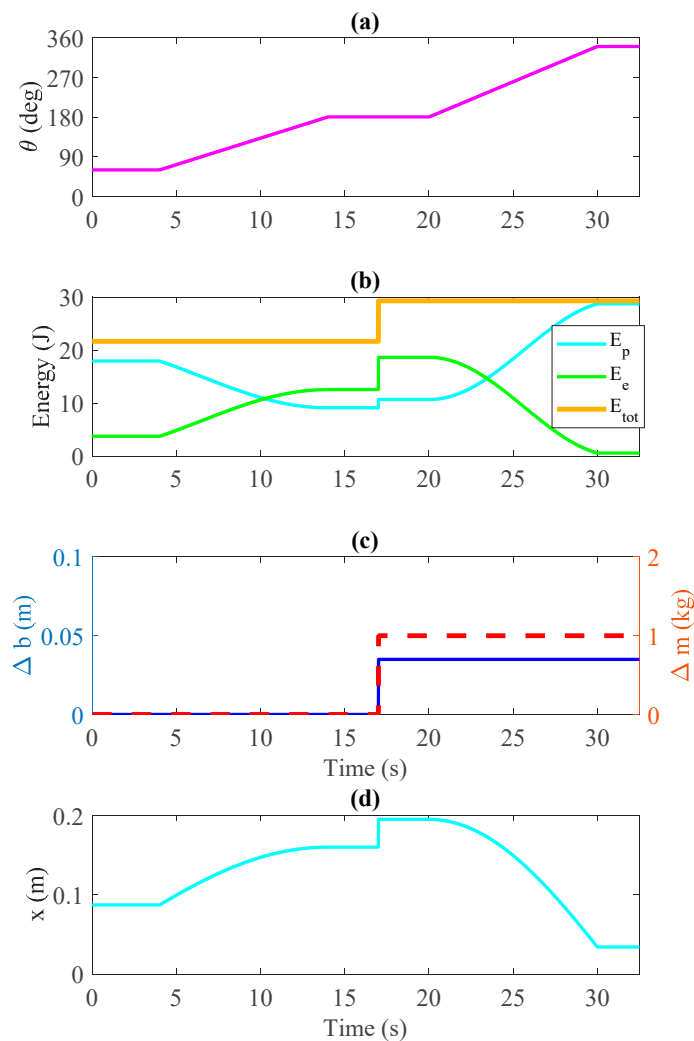 (a)
360
270
180
90
0
θ (deg)
0 5 10 15 20 25 30
(b)
30
20
10
0
Energy (J)
E_p
E_e
E_tot
0 5 10 15 20 25 30
(c)
0.1
0.05
0
Δ b (m)
2
1
0
Δ m (kg)
0 5 10 15 20 25 30
Time (s)
(d)
0.2
0.1
0
x (m)
0 5 10 15 20 25 30
Time (s)